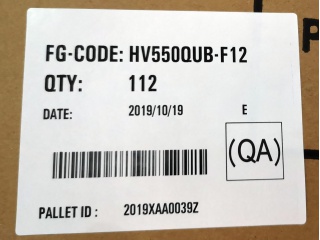 FG-CODE: HV550QUB-F12
QTY: 112
DATE: 2019/10/19 E
(QA)
PALLET ID : 2019XAA0039Z